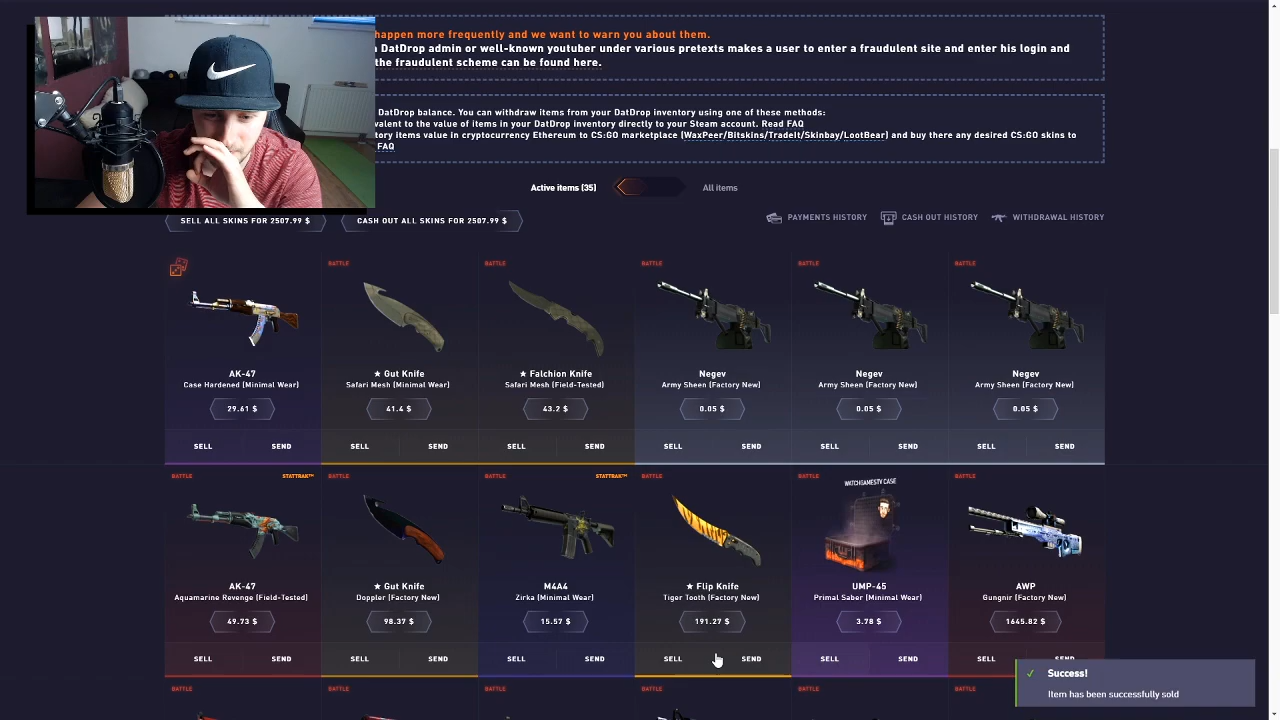 happen more frequently and we want to warn you about them.
DatDrop admin or well-known youtuber under various pretexts makes a user to enter a fraudulent site and enter his login and
the fraudulent scheme can be found here.
DatDrop balance. You can withdraw items from your DatDrop inventory using one of these methods:
valent to the value of items in your DatDrop inventory directly to your Steam account. Read FAQ
tory items value in cryptocurrency Ethereum to CS:GO marketplace (WaxPeer/Bitskins/TradeIt/Skinbay/LootBear) and buy there any desired CS:GO skins to
FAQ
Active items (35) All items
SELL ALL SKINS FOR 2507.99 $ CASH OUT ALL SKINS FOR 2507.99 $ PAYMENTS HISTORY CASH OUT HISTORY WITHDRAWAL HISTORY
BATTLE BATTLE BATTLE BATTLE BATTLE
AK-47 ★ Gut Knife ★ Falchion Knife Negev Negev Negev
Case Hardened (Minimal Wear) Safari Mesh (Minimal Wear) Safari Mesh (Field-Tested) Army Sheen (Factory New) Army Sheen (Factory New) Army Sheen (Factory New)
29.61 $ 41.4 $ 43.2 $ 0.05 $ 0.05 $ 0.05 $
SELL SEND SELL SEND SELL SEND SELL SEND SELL SEND SELL SEND
BATTLE STATTRAK™ BATTLE BATTLE STATTRAK™ BATTLE BATTLE BATTLE
WATCHGAMESTV CASE
AK-47 ★ Gut Knife M4A4 ★ Flip Knife UMP-45 AWP
Aquamarine Revenge (Field-Tested) Doppler (Factory New) Zirka (Minimal Wear) Tiger Tooth (Factory New) Primal Saber (Minimal Wear) Gungnir (Factory New)
49.73 $ 98.37 $ 15.57 $ 191.27 $ 3.78 $ 1645.82 $
SELL SEND SELL SEND SELL SEND SELL SEND SELL SEND SELL SEND
BATTLE BATTLE BATTLE BATTLE BATTLE BATTLE
Success!
Item has been successfully sold